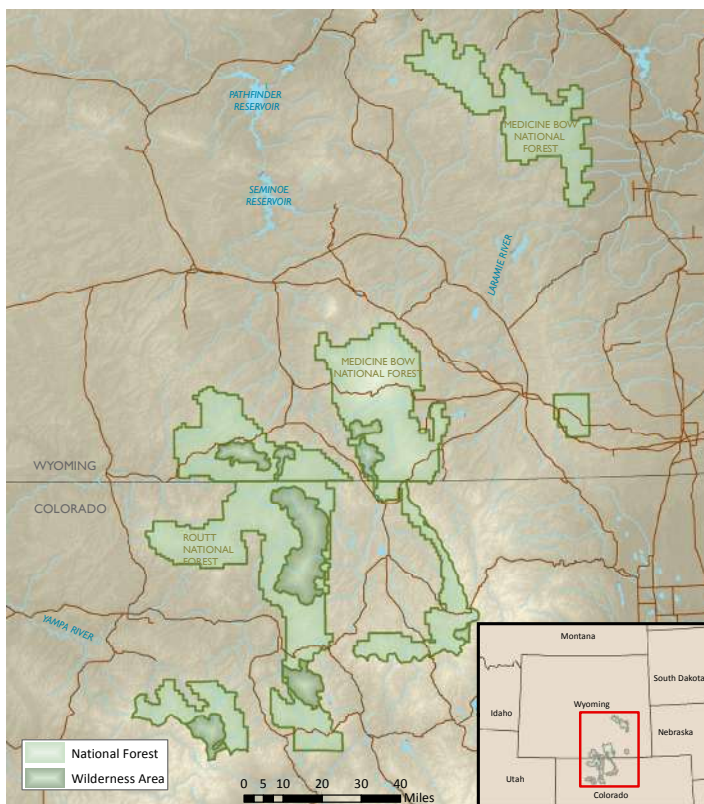 PATHFINDER
RESERVOIR
MEDICINE BOW
NATIONAL
FOREST
SEMINOE
RESERVOIR
LARAMIE RIVER
MEDICINE BOW
NATIONAL FOREST
WYOMING
COLORADO
ROUTT
NATIONAL
FOREST
YAMPA RIVER
Montana
South Dakota
Wyoming
Idaho
Nebraska
Utah
Colorado
National Forest
Wilderness Area
0 5 10 20 30 40
Miles